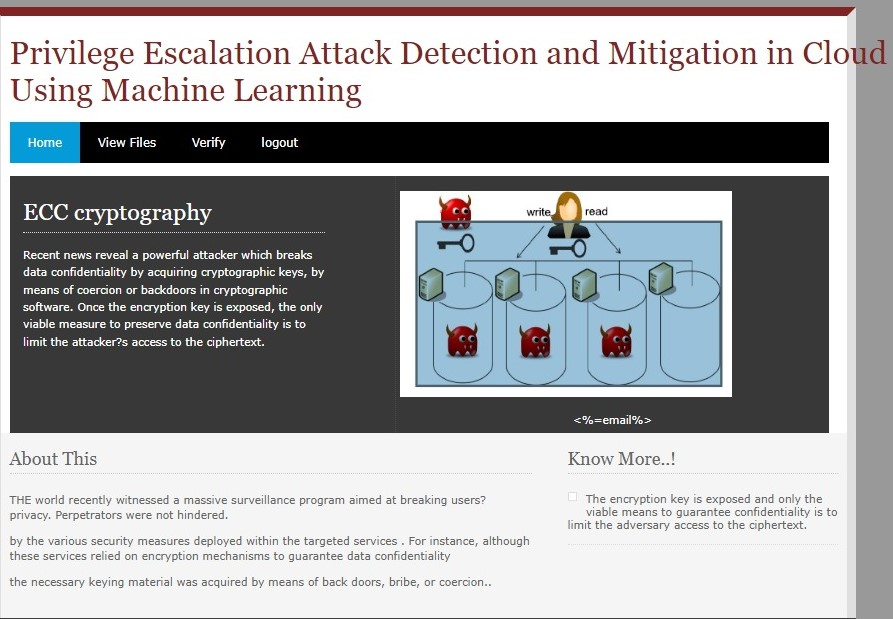 Privilege Escalation Attack Detection and Mitigation in Cloud
Using Machine Learning
Home View Files Verify logout
ECC cryptography
Recent news reveal a powerful attacker which breaks
data confidentiality by acquiring cryptographic keys, by
means of coercion or backdoors in cryptographic
software. Once the encryption key is exposed, the only
viable measure to preserve data confidentiality is to
limit the attacker?s access to the ciphertext.
write read
<%=email%>
About This
THE world recently witnessed a massive surveillance program aimed at breaking users?
privacy. Perpetrators were not hindered.
by the various security measures deployed within the targeted services . For instance, although
these services relied on encryption mechanisms to guarantee data confidentiality
the necessary keying material was acquired by means of back doors, bribe, or coercion..
Know More..!
The encryption key is exposed and only the
viable means to guarantee confidentiality is to
limit the adversary access to the ciphertext.